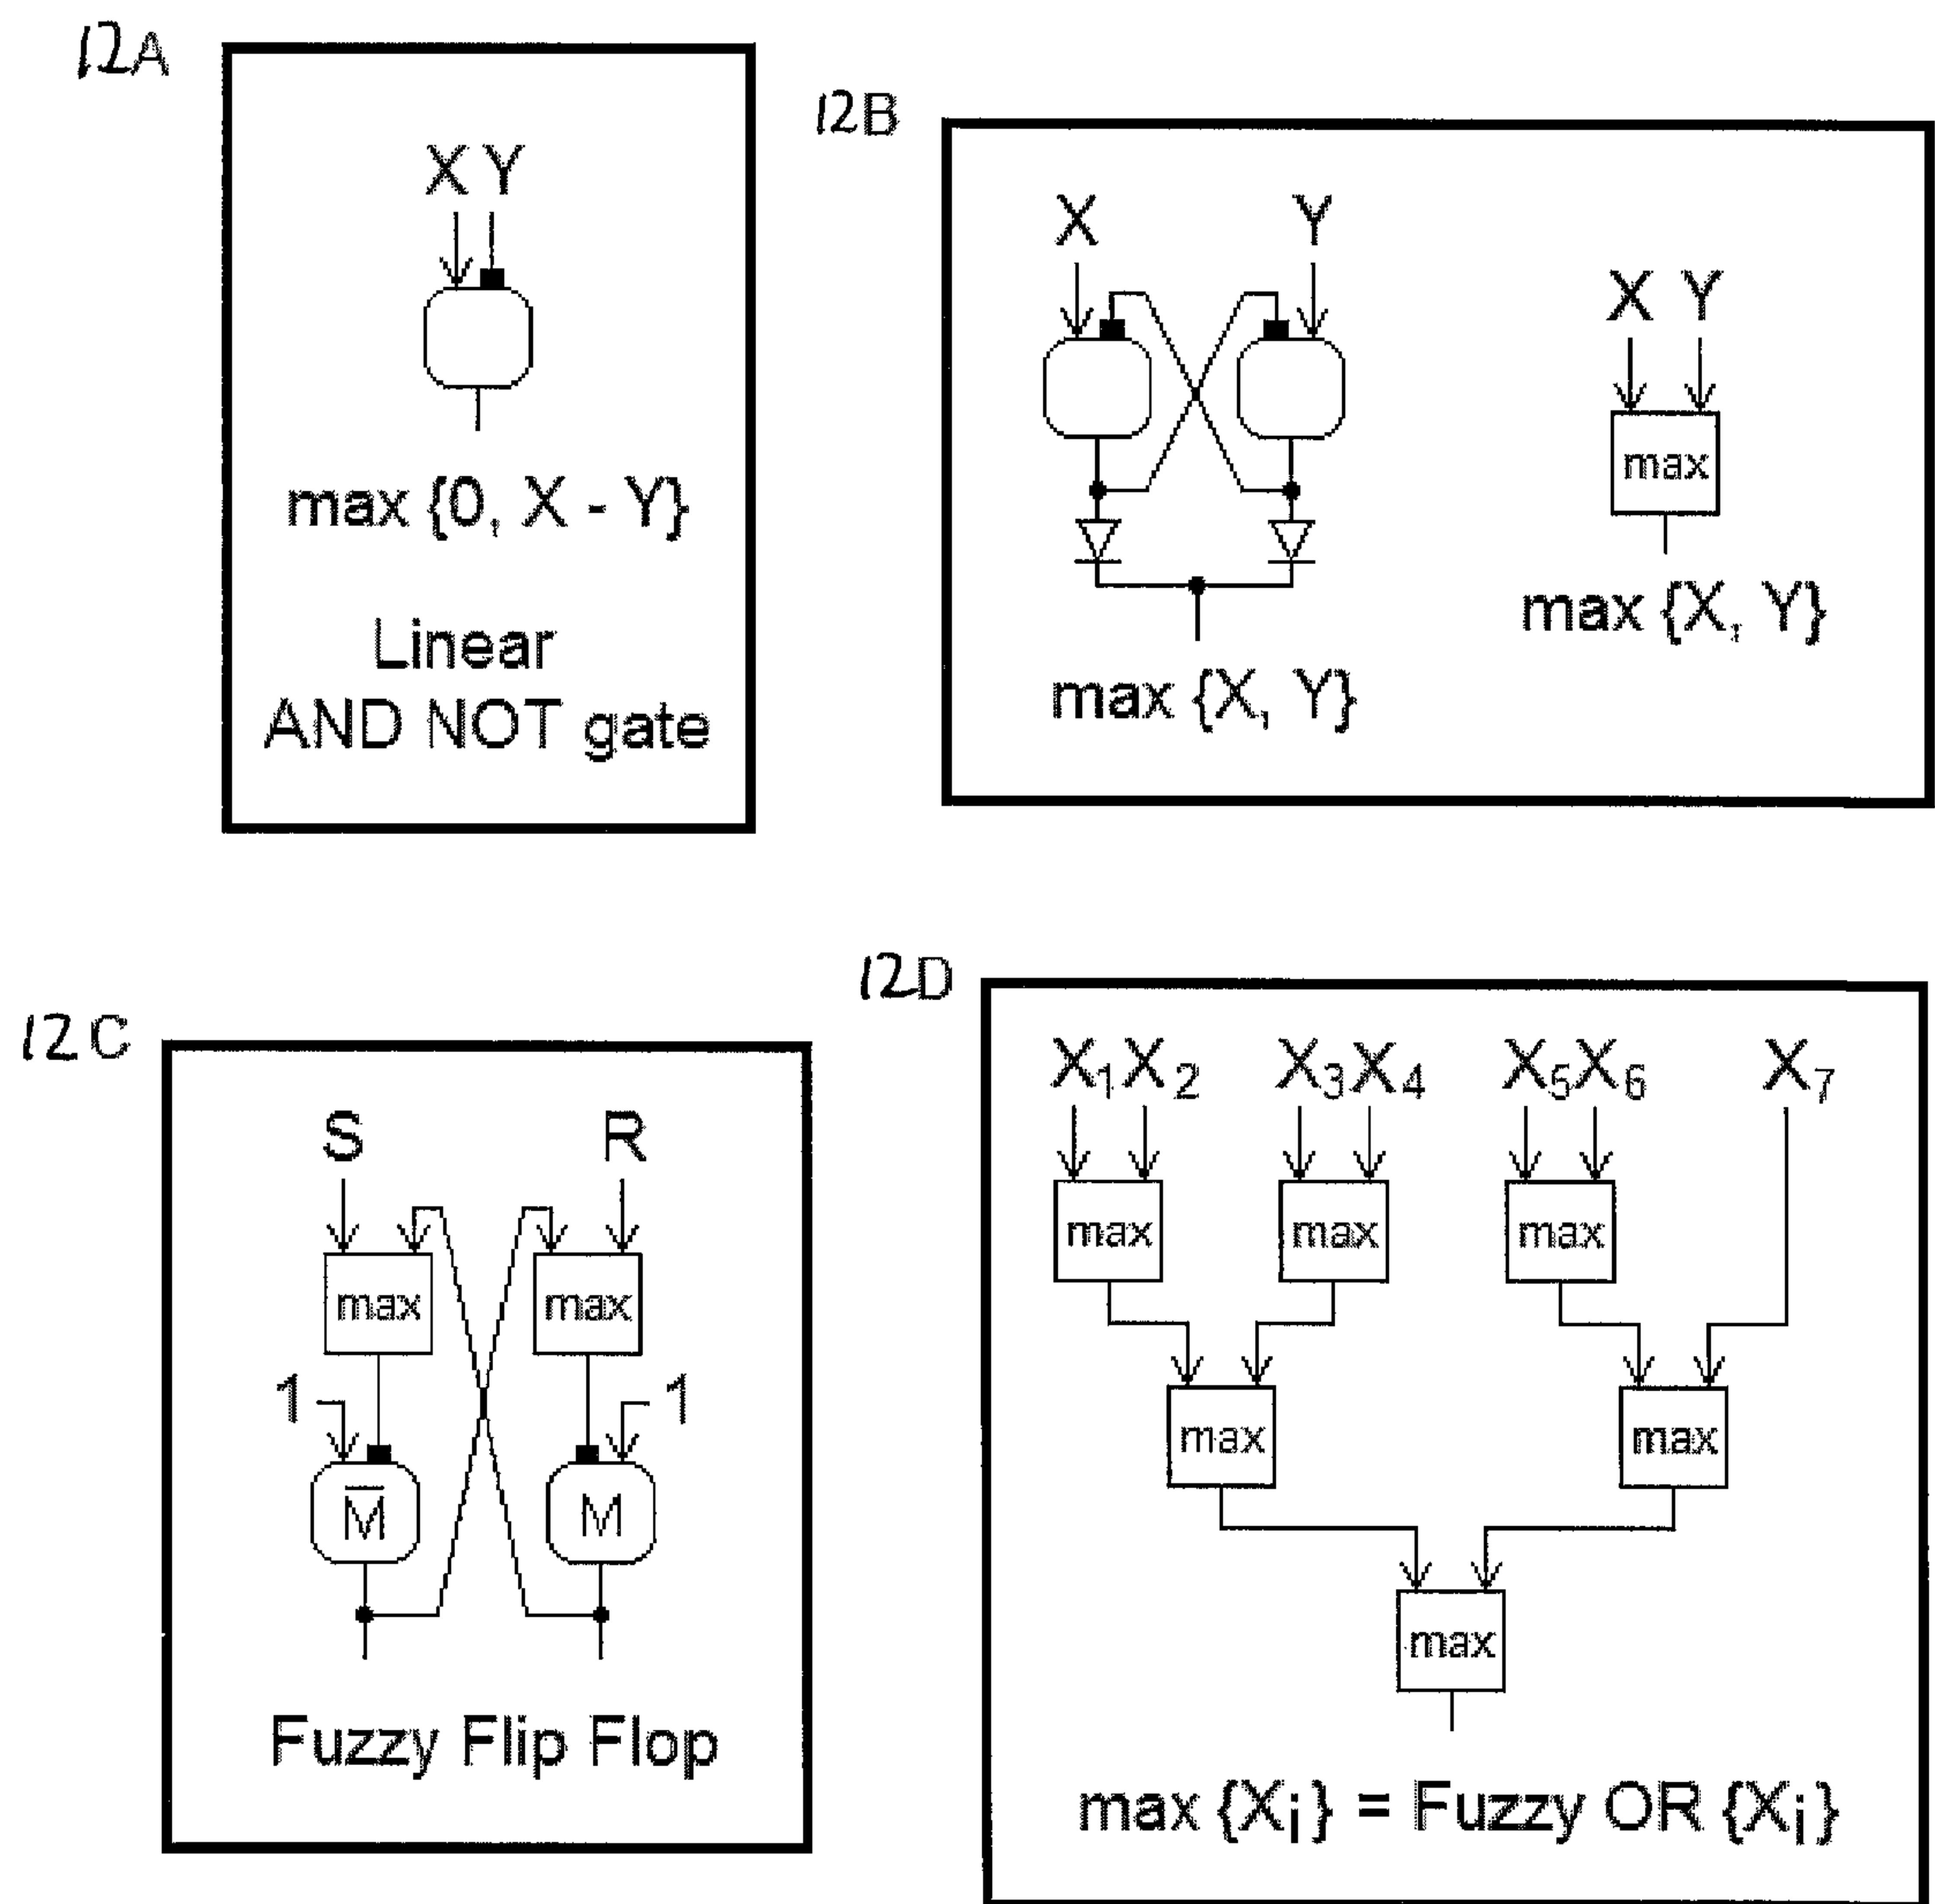 12A
X Y
max {0, X - Y}
Linear
AND NOT gate
12B
X Y
max {X, Y}
X Y
max
max {X, Y}
12C
S R
max max
1 1
M̅ M
Fuzzy Flip Flop
12D
X₁ X₂ X₃ X₄ X₅ X₆ X₇
max max max
max max
max
max {Xᵢ} = Fuzzy OR {Xᵢ}